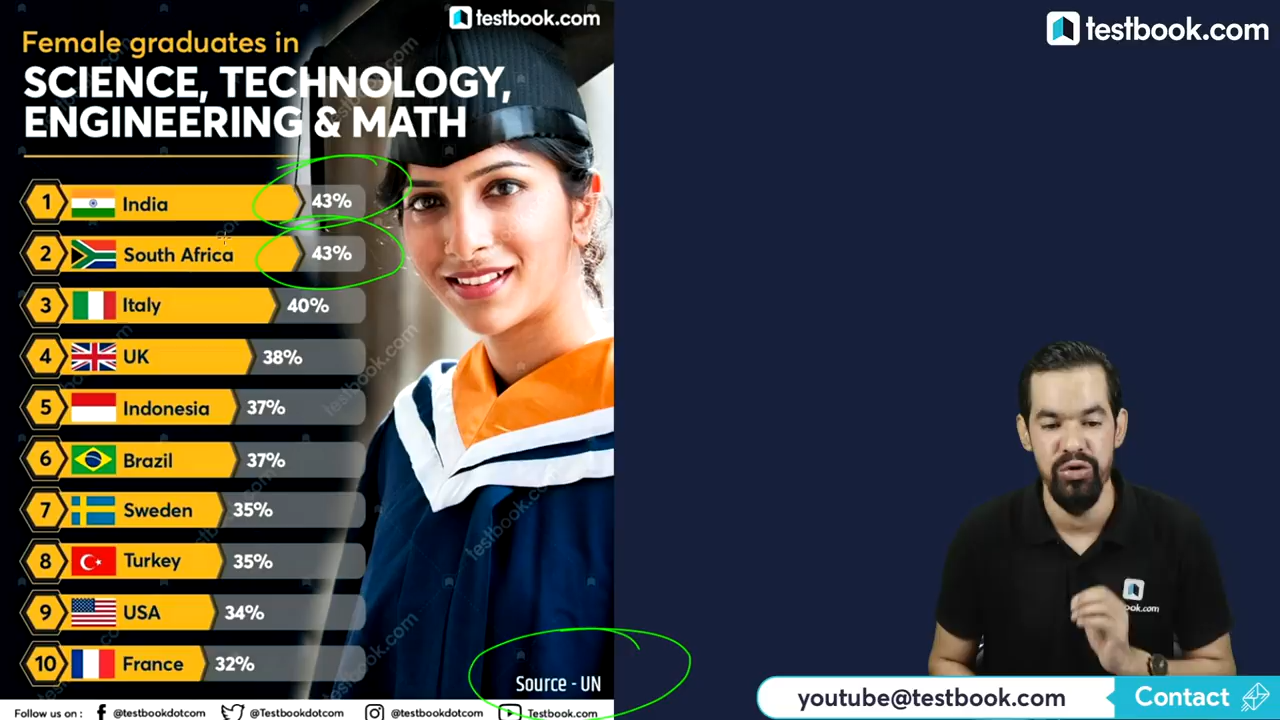 testbook.com
testbook.com
Female graduates in
SCIENCE, TECHNOLOGY,
ENGINEERING & MATH
1 India 43%
2 South Africa 43%
3 Italy 40%
4 UK 38%
5 Indonesia 37%
6 Brazil 37%
7 Sweden 35%
8 Turkey 35%
9 USA 34%
10 France 32%
Source - UN
ook.com
youtube@testbook.com Contact
Follow us on : @testbookdotcom @Testbookdotcom @testbookdotcom Testbook.com